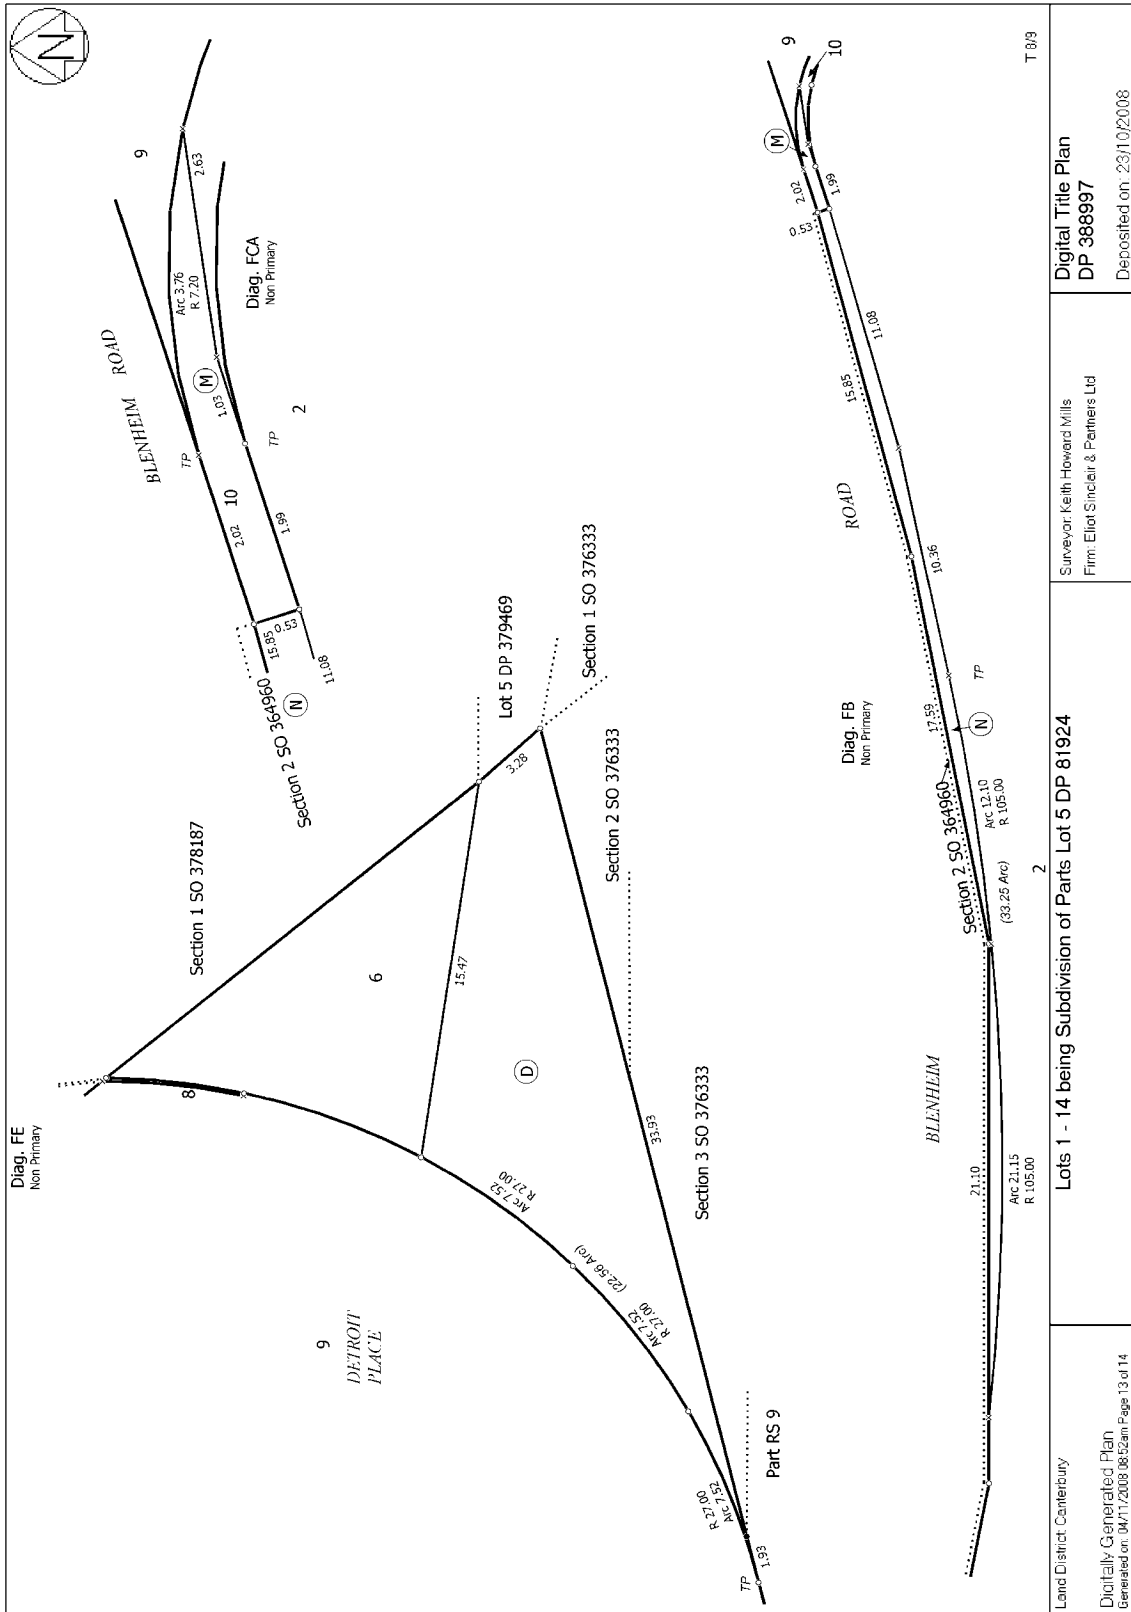 N
Diag. FE
Non Primary
9
DETROIT
PLACE
8
Section 1 SO 378187
6
15.47
D
3.28
Lot 5 DP 379469
Section 1 SO 376333
Section 2 SO 376333
33.93
Section 3 SO 376333
Arc 7.52
R 27.00
(22.56 Arc)
Arc 7.52
R 27.00
R 27.00
Arc 7.52
1.93
TP
Part RS 9
BLENHEIM ROAD
9
2.63
Arc 3.76
R 7.20
Diag. FCA
Non Primary
M
1.03
TP
TP
2
10
2.02
1.99
0.53
15.85
11.08
Section 2 SO 364960
N
BLENHEIM
ROAD
Diag. FB
Non Primary
21.10
Arc 21.15
R 105.00
2
(33.25 Arc)
Arc 12.10
R 105.00
Section 2 SO 364960
17.59
N
TP
10.36
15.85
11.08
0.53
2.02
1.99
M
9
10
T 8/9
Land District: Canterbury
Digitally Generated Plan
Generated on: 04/11/2008 08:52am Page 13 of 14
Lots 1 - 14 being Subdivision of Parts Lot 5 DP 81924
Surveyor: Keith Howard Mills
Firm: Eliot Sinclair & Partners Ltd
Digital Title Plan
DP 388997
Deposited on: 23/10/2008